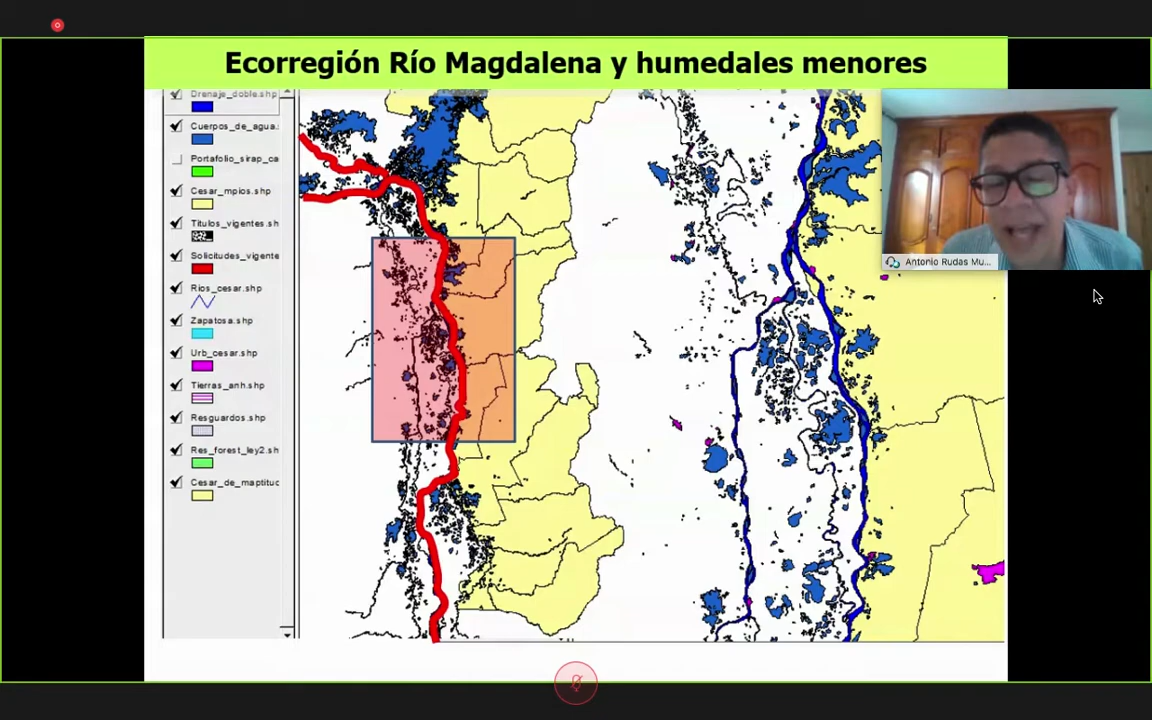 Ecorregión Río Magdalena y humedales menores
Drenaje_doble.shp
Cuerpos_de_agua.
Portafolio_sirap_ca
Cesar_mpios.shp
Titulos_vigentes.sh
Solicitudes_vigente
Rios_cesar.shp
Zapatosa.shp
Urb_cesar.shp
Tierras_anh.shp
Resguardos.shp
Res_forest_ley2.sh
Cesar_de_maptitud
Antonio Rudas Mu...